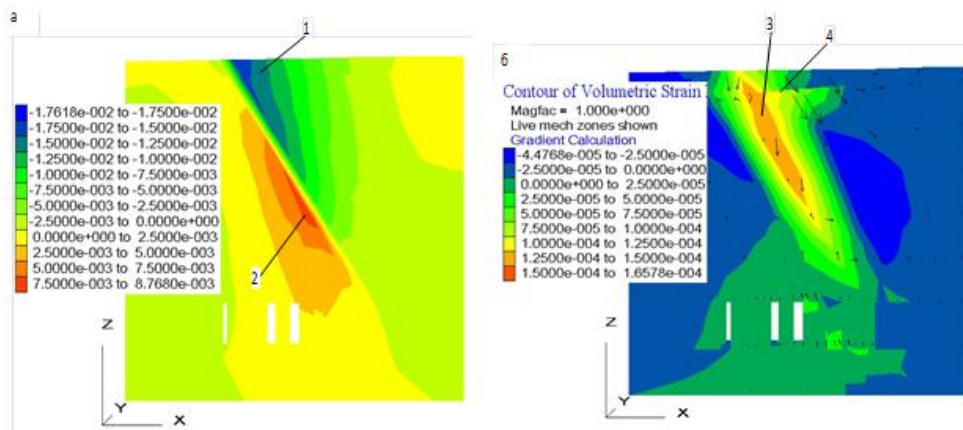 а
1
-1.7618e-002 to -1.7500e-002
-1.7500e-002 to -1.5000e-002
-1.5000e-002 to -1.2500e-002
-1.2500e-002 to -1.0000e-002
-1.0000e-002 to -7.5000e-003
-7.5000e-003 to -5.0000e-003
-5.0000e-003 to -2.5000e-003
-2.5000e-003 to 0.0000e+000
0.0000e+000 to 2.5000e-003
2.5000e-003 to 5.0000e-003
5.0000e-003 to 7.5000e-003
7.5000e-003 to 8.7680e-003
2
Z
Y
X
б
3
4
Contour of Volumetric Strain
Magfac = 1.000e+000
Live mech zones shown
Gradient Calculation
-4.4768e-005 to -2.5000e-005
-2.5000e-005 to 0.0000e+000
0.0000e+000 to 2.5000e-005
2.5000e-005 to 5.0000e-005
5.0000e-005 to 7.5000e-005
7.5000e-005 to 1.0000e-004
1.0000e-004 to 1.2500e-004
1.2500e-004 to 1.5000e-004
1.5000e-004 to 1.6578e-004
Z
Y
X